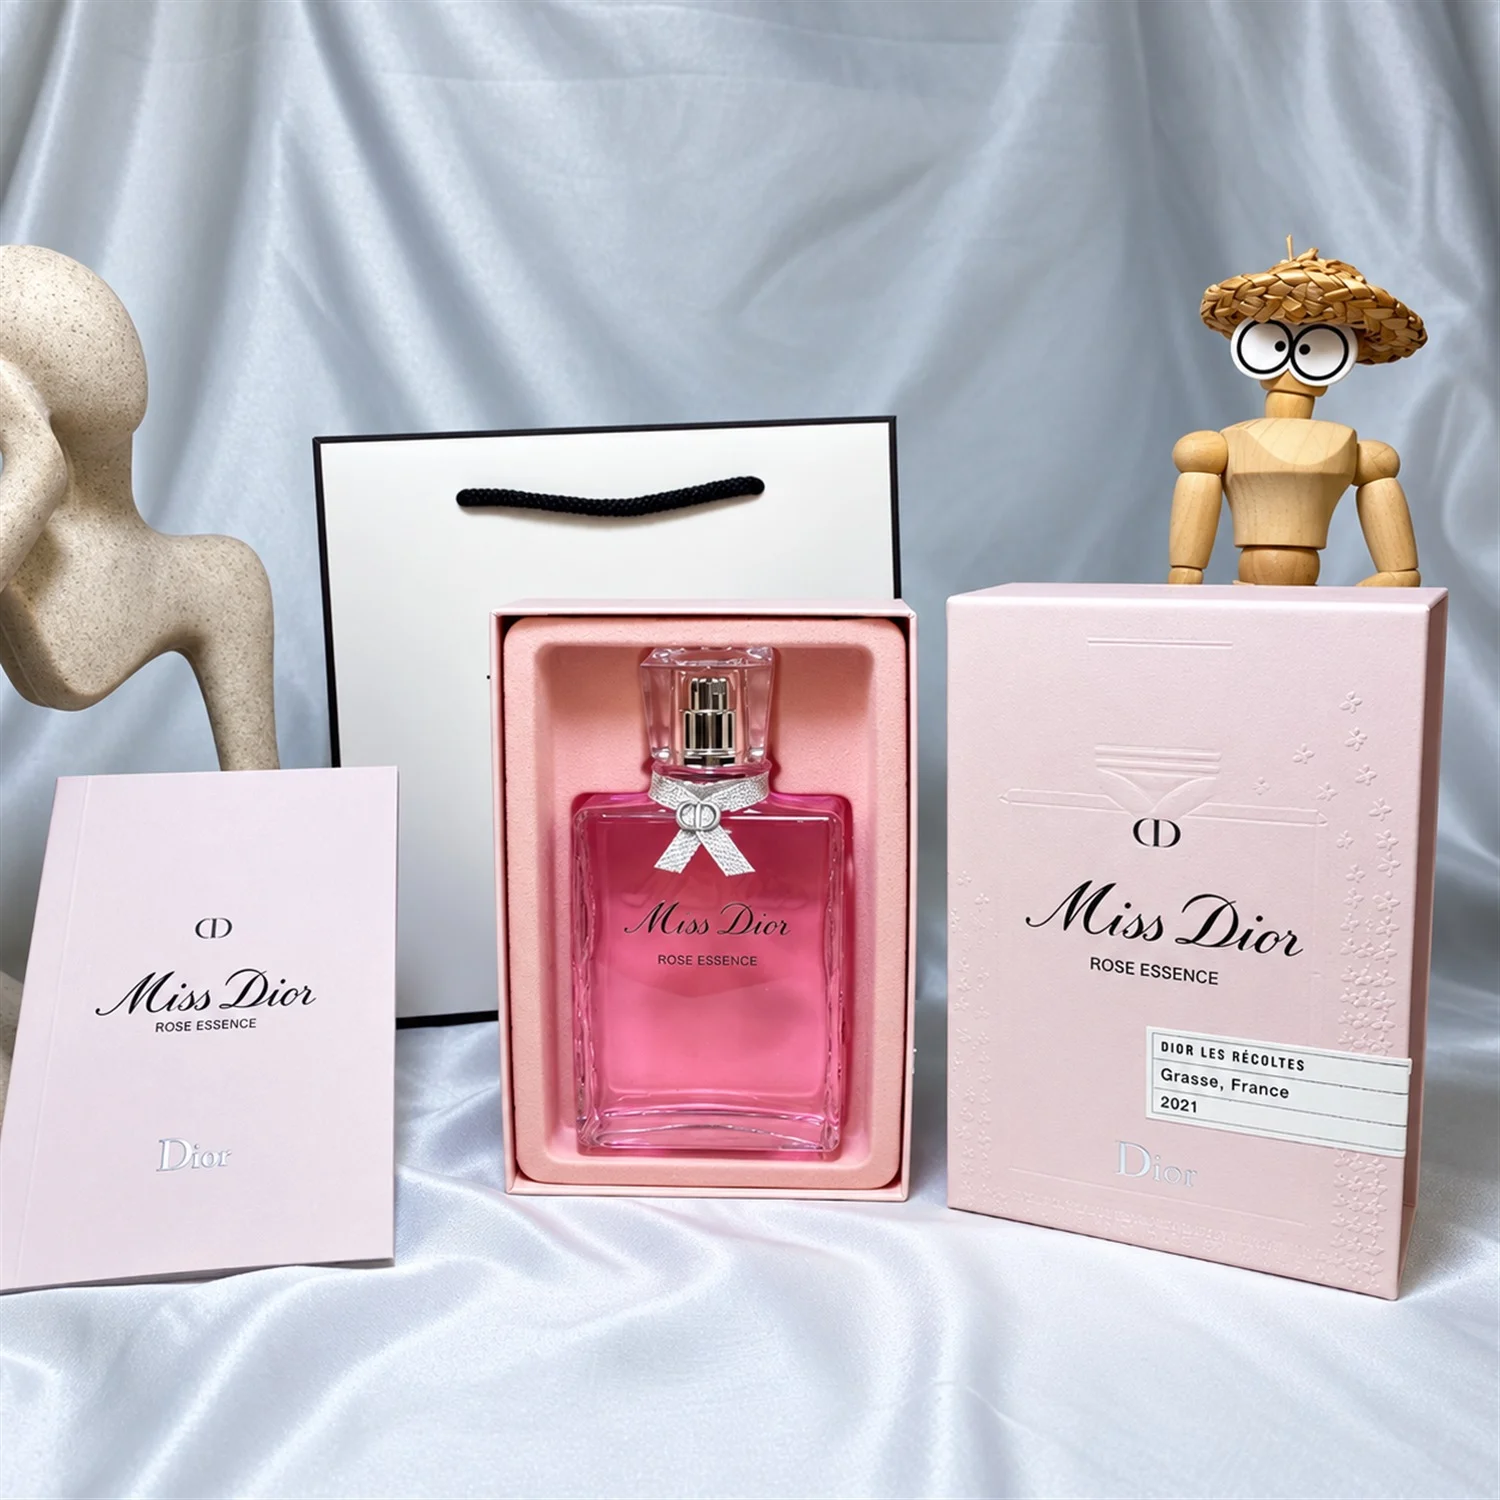 CD
Miss Dior
ROSE ESSENCE
Dior
CD
Miss Dior
ROSE ESSENCE
CD
Miss Dior
ROSE ESSENCE
DIOR LES RÉCOLTES
Grasse, France
2021
Dior